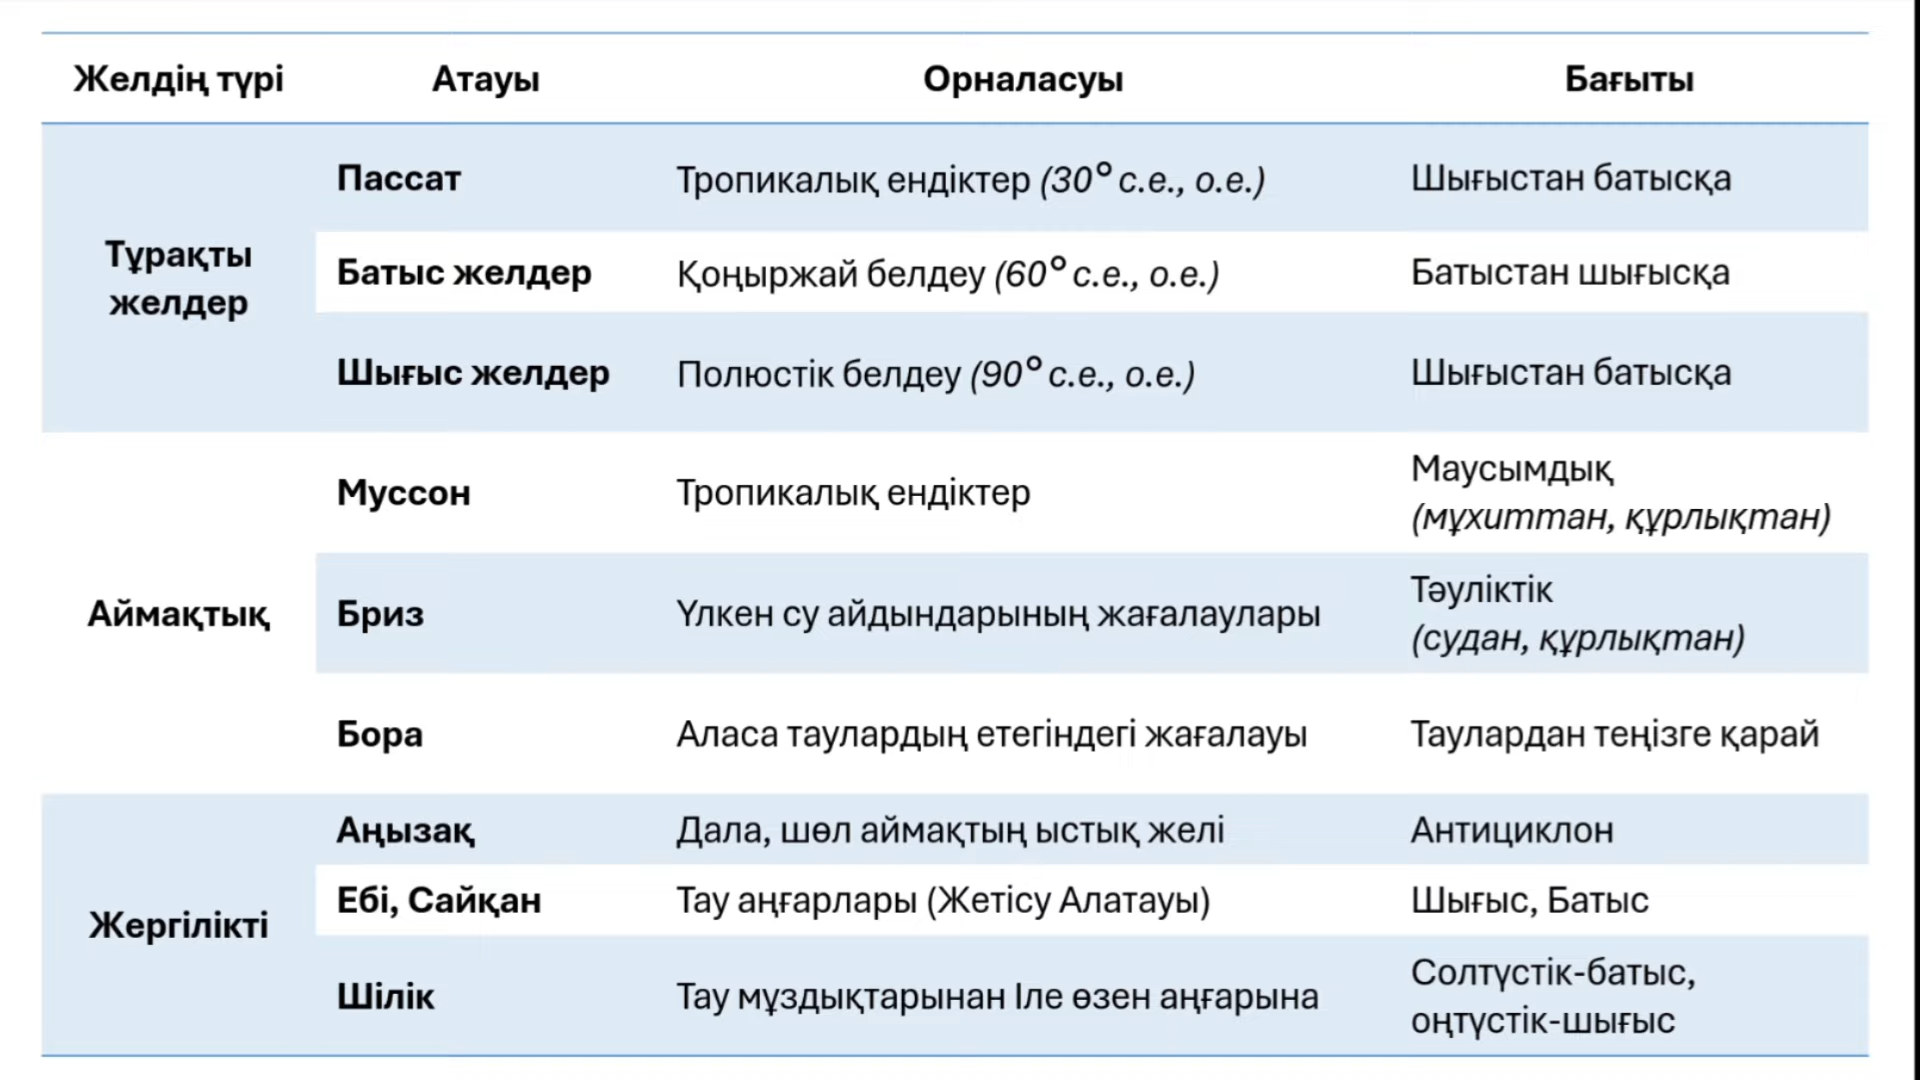 Желдің түрі Атауы Орналасуы Бағыты
Тұрақты
желдер
Пассат Тропикалық ендіктер (30° с.е., о.е.) Шығыстан батысқа
Батыс желдер Қоңыржай белдеу (60° с.е., о.е.) Батыстан шығысқа
Шығыс желдер Полюстік белдеу (90° с.е., о.е.) Шығыстан батысқа
Аймақтық
Муссон Тропикалық ендіктер Маусымдық
(мұхиттан, құрлықтан)
Бриз Үлкен су айдындарының жағалаулары Тәуліктік
(судан, құрлықтан)
Бора Аласа таулардың етегіндегі жағалауы Таулардан теңізге қарай
Жергілікті
Аңызақ Дала, шөл аймақтың ыстық желі Антициклон
Ебі, Сайқан Тау аңғарлары (Жетісу Алатауы) Шығыс, Батыс
Шілік Тау мұздықтарынан Іле өзен аңғарына Солтүстік-батыс,
оңтүстік-шығыс